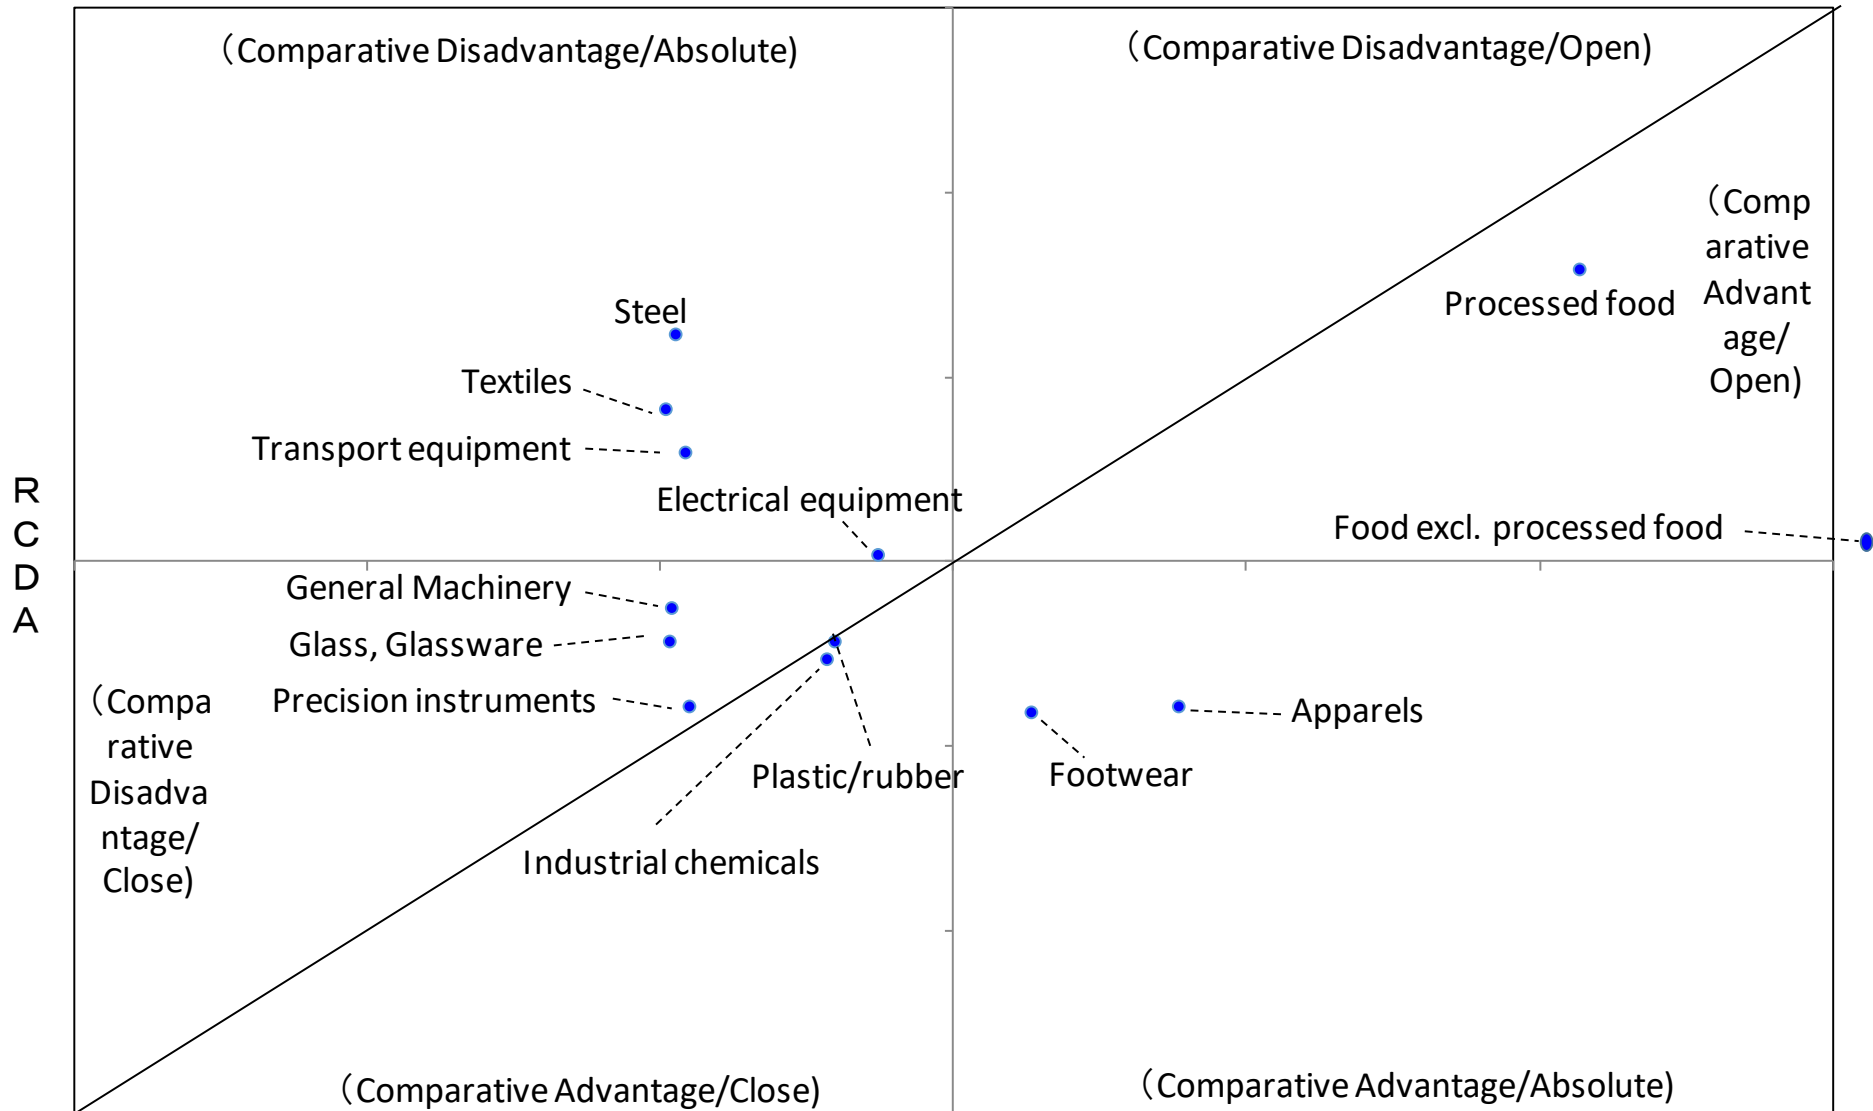 （Comparative Disadvantage/Absolute)
（Comparative Disadvantage/Open)
（Comp
arative
Advant
age/
Open)
Processed food
Steel
Textiles
Transport equipment
Electrical equipment
Food excl. processed food
R
C
D
A
General Machinery
Glass, Glassware
Precision instruments
（Compa
rative
Disadva
ntage/
Close)
Apparels
Plastic/rubber
Footwear
Industrial chemicals
（Comparative Advantage/Close)
（Comparative Advantage/Absolute)